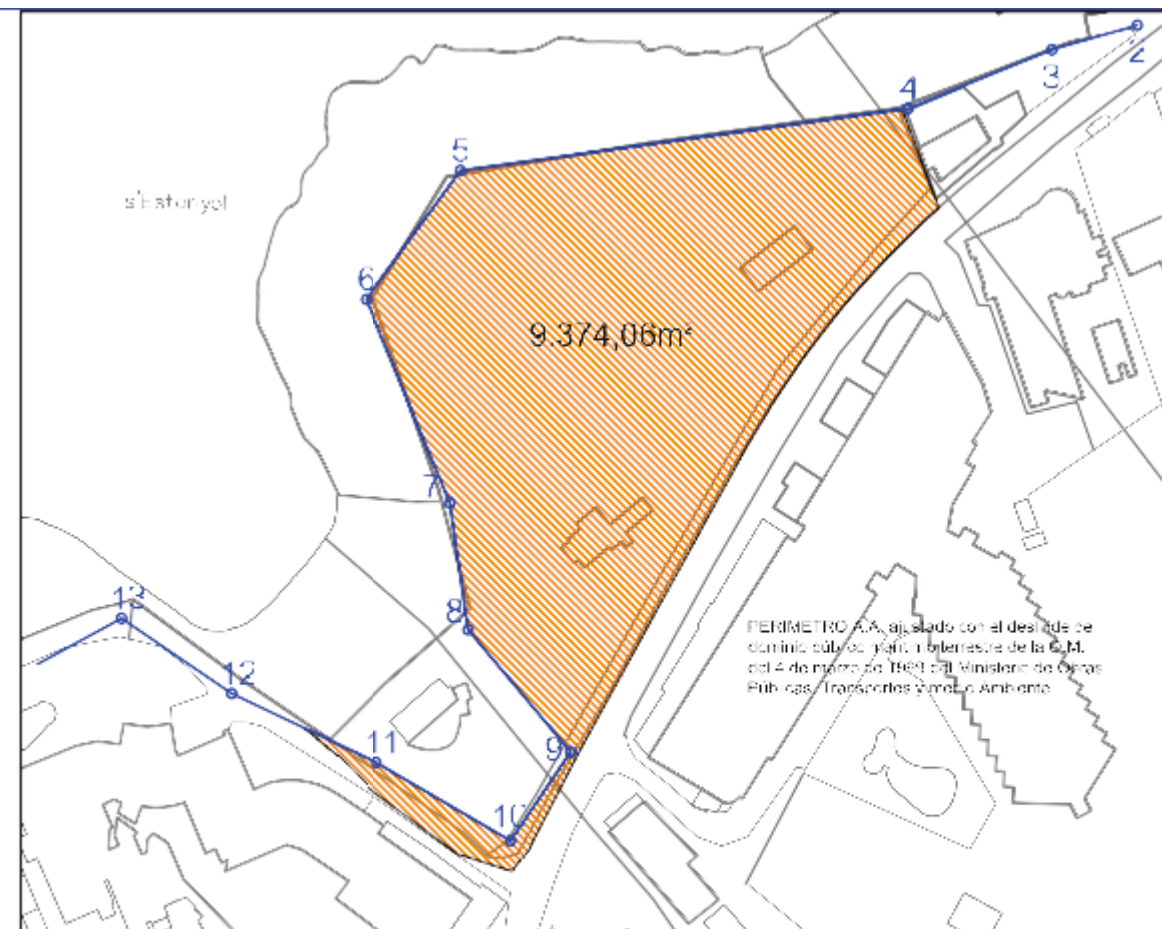 2
3
4
5
s'Estanyol
6
9.374,06m²
7
8
PERIMETRO A.A. ajustado con el deslinde de
dominio público marítimo terrestre de la O.M.
del 4 de marzo de del Ministerio de Obras
Públicas, Transportes y medio Ambiente
13
12
11
9
10